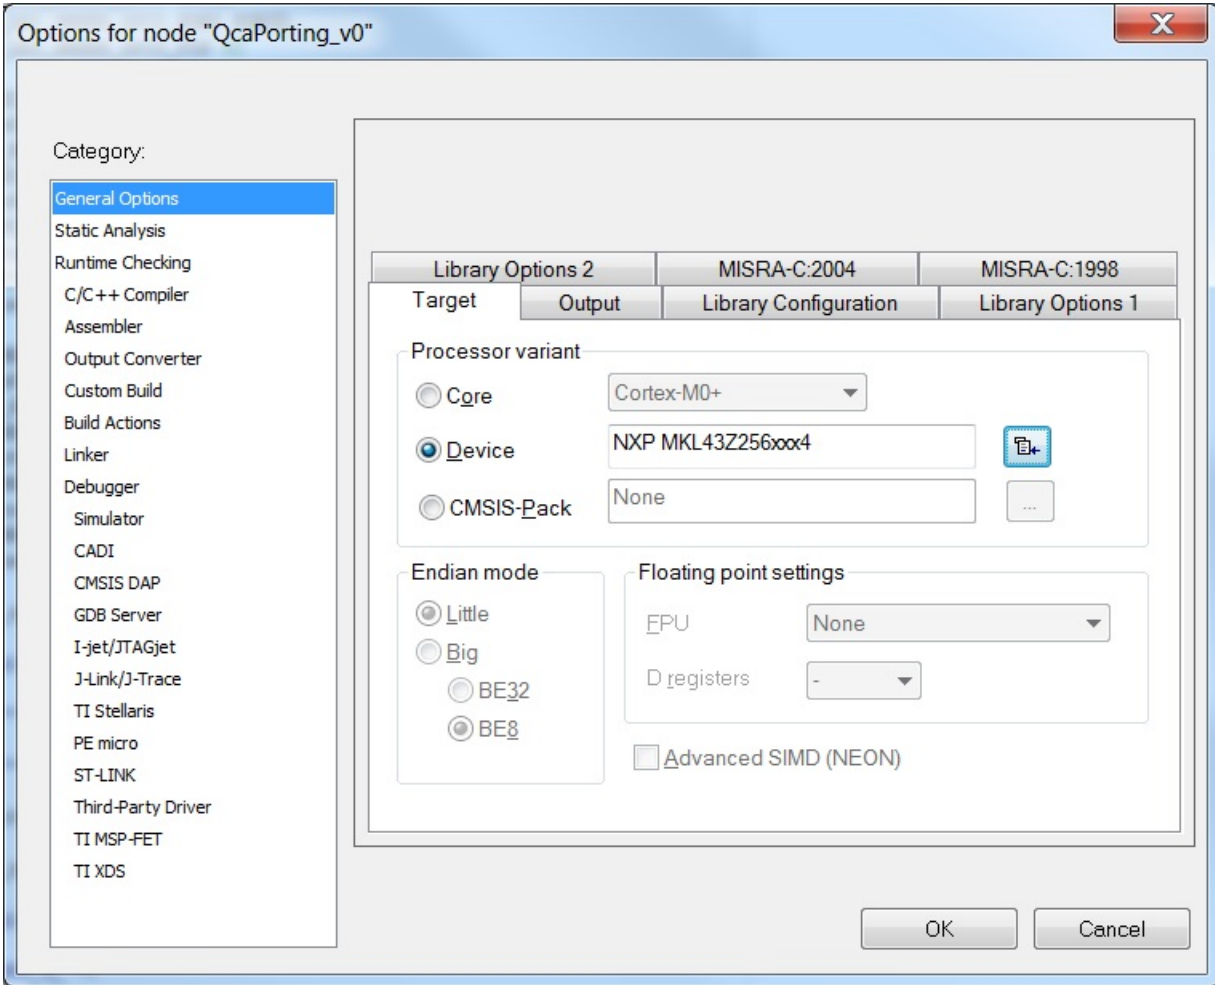 Options for node "QcaPorting_v0"
X
Category:
General Options
Static Analysis
Runtime Checking
C/C++ Compiler
Assembler
Output Converter
Custom Build
Build Actions
Linker
Debugger
Simulator
CADI
CMSIS DAP
GDB Server
I-jet/JTAGjet
J-Link/J-Trace
TI Stellaris
PE micro
ST-LINK
Third-Party Driver
TI MSP-FET
TI XDS
Library Options 2 MISRA-C:2004 MISRA-C:1998
Target Output Library Configuration Library Options 1
Processor variant
Core Cortex-M0+
Device NXP MKL43Z256xxx4
CMSIS-Pack None ...
Endian mode
Little
Big
BE32
BE8
Floating point settings
FPU None
D registers -
Advanced SIMD (NEON)
OK Cancel